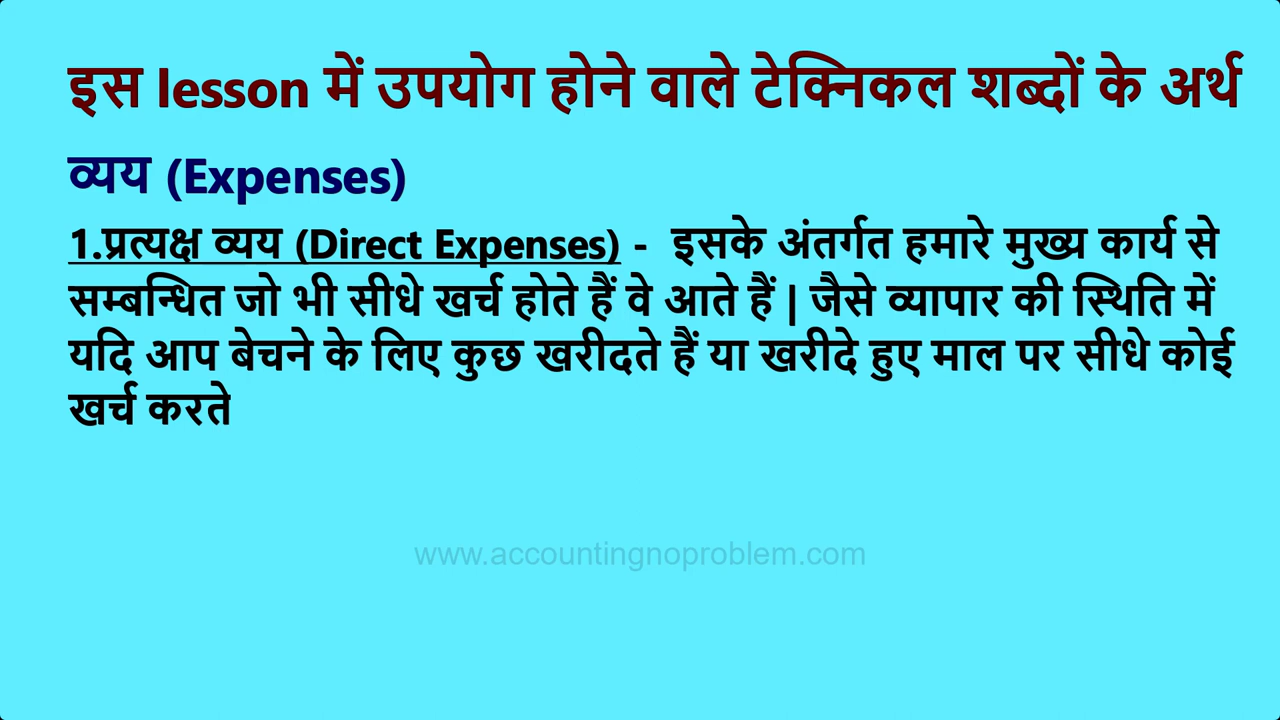 इस lesson में उपयोग होने वाले टेक्निकल शब्दों के अर्थ
व्यय (Expenses)
1.प्रत्यक्ष व्यय (Direct Expenses) - इसके अंतर्गत हमारे मुख्य कार्य से
सम्बन्धित जो भी सीधे खर्च होते हैं वे आते हैं | जैसे व्यापार की स्थिति में
यदि आप बेचने के लिए कुछ खरीदते हैं या खरीदे हुए माल पर सीधे कोई
खर्च करते
www.accountingnoproblem.com